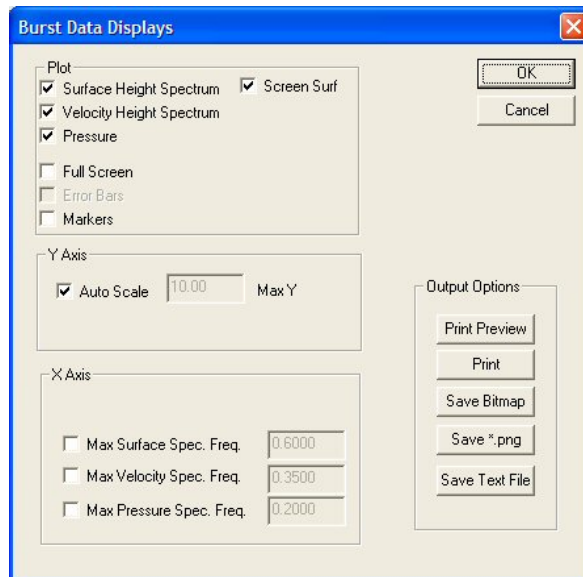 Burst Data Displays
Plot
Surface Height Spectrum Screen Surf
Velocity Height Spectrum
Pressure
Full Screen
Error Bars
Markers
OK
Cancel
Y Axis
Auto Scale 10.00 Max Y
X Axis
Max Surface Spec. Freq. 0.6000
Max Velocity Spec. Freq. 0.3500
Max Pressure Spec. Freq. 0.2000
Output Options
Print Preview
Print
Save Bitmap
Save *.png
Save Text File